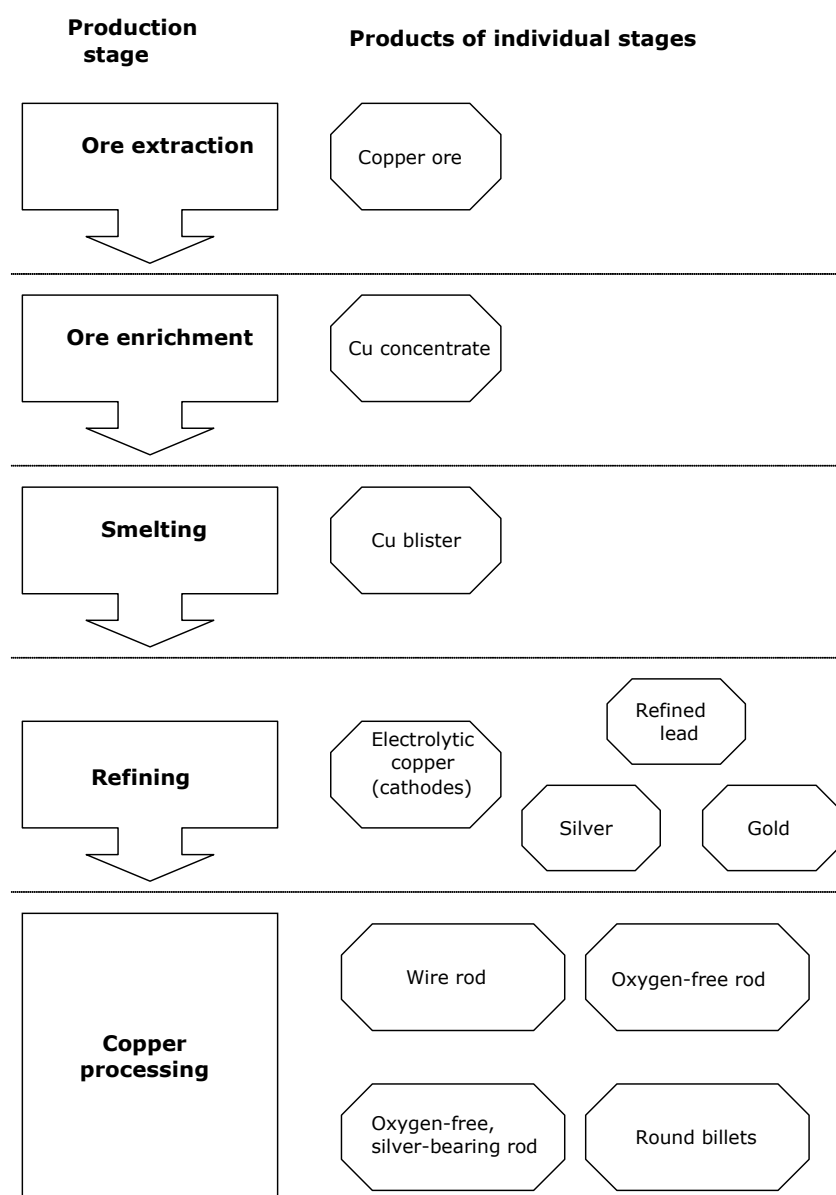 Production
stage
Products of individual stages
Ore extraction
Copper ore
Ore enrichment
Cu concentrate
Smelting
Cu blister
Refining
Electrolytic
copper
(cathodes)
Refined
lead
Silver
Gold
Copper
processing
Wire rod
Oxygen-free rod
Oxygen-free,
silver-bearing rod
Round billets